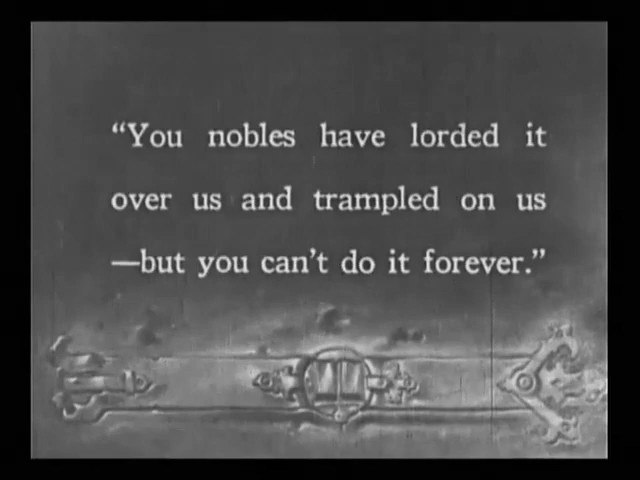 “You nobles have lorded it
over us and trampled on us
—but you can’t do it forever.”